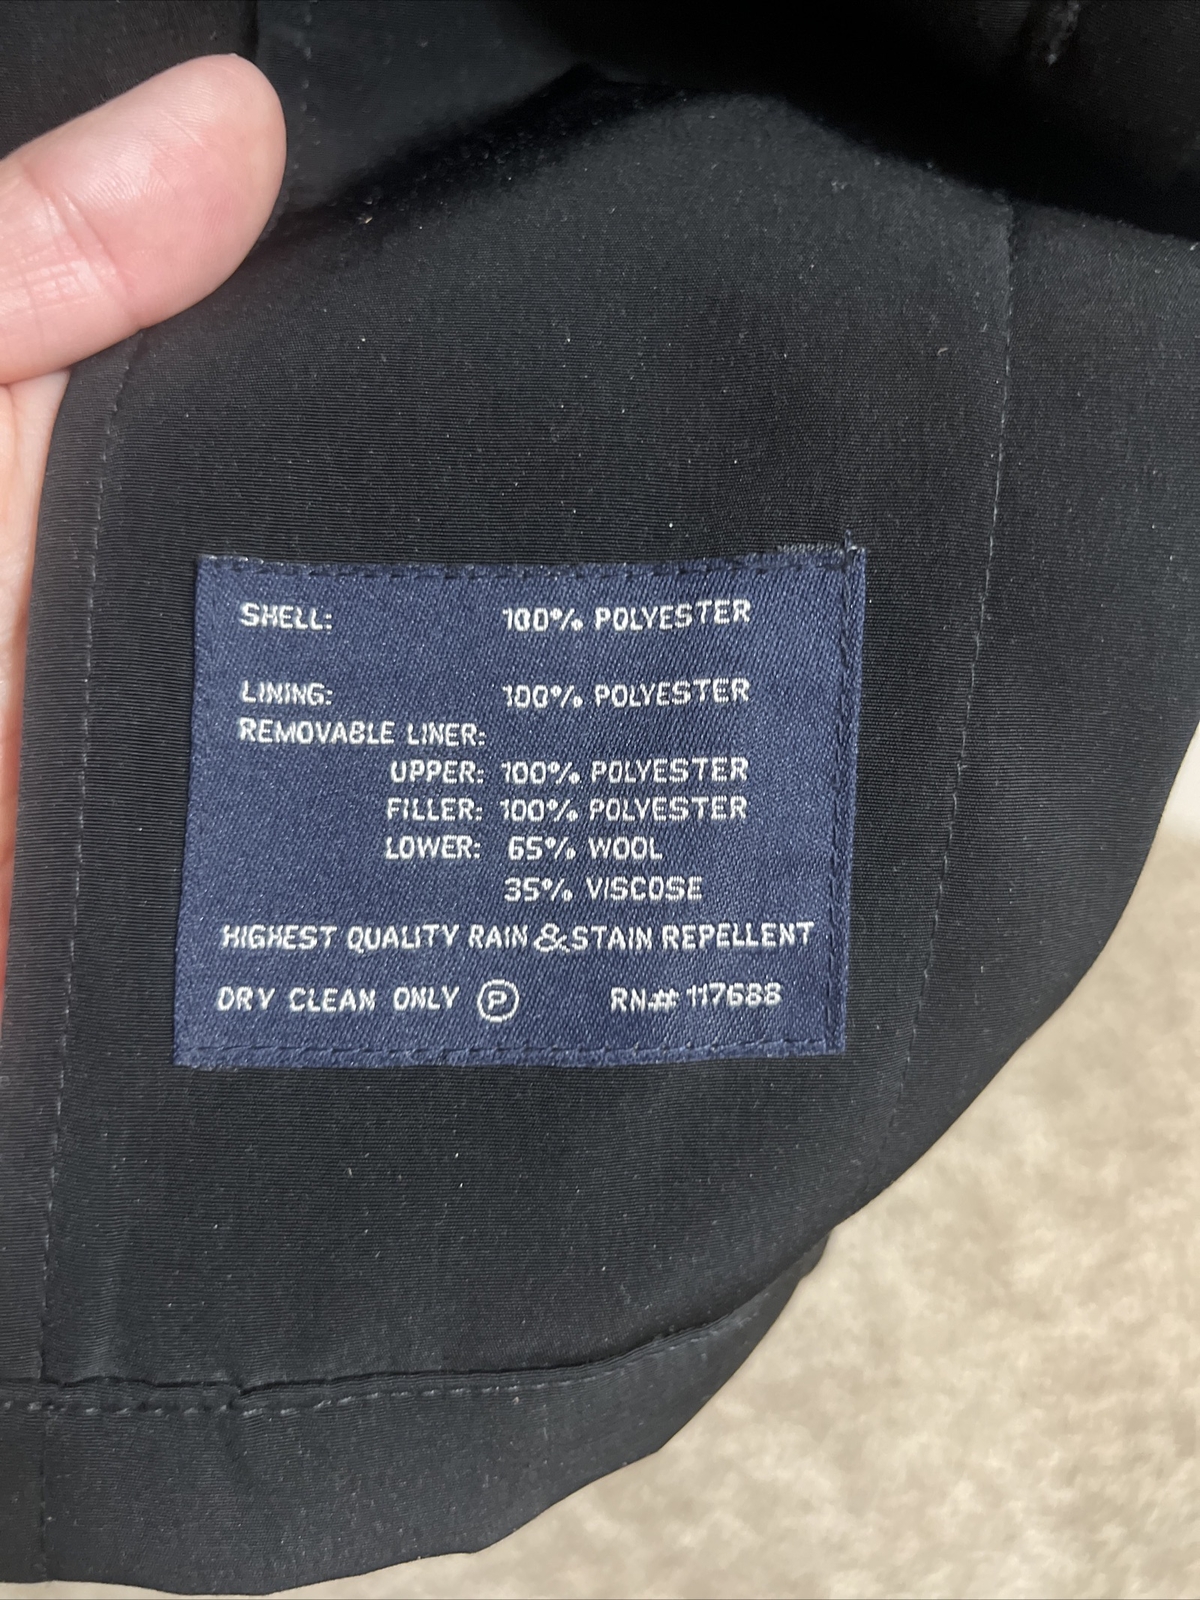 SHELL: 100% POLYESTER
LINING: 100% POLYESTER
REMOVABLE LINER:
UPPER: 100% POLYESTER
FILLER: 100% POLYESTER
LOWER: 65% WOOL
35% VISCOSE
HIGHEST QUALITY RAIN & STAIN REPELLENT
DRY CLEAN ONLY P RN# 117688